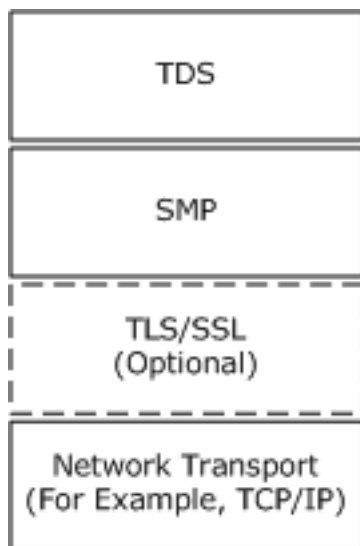 TDS
SMP
TLS/SSL
(Optional)
Network Transport
(For Example, TCP/IP)